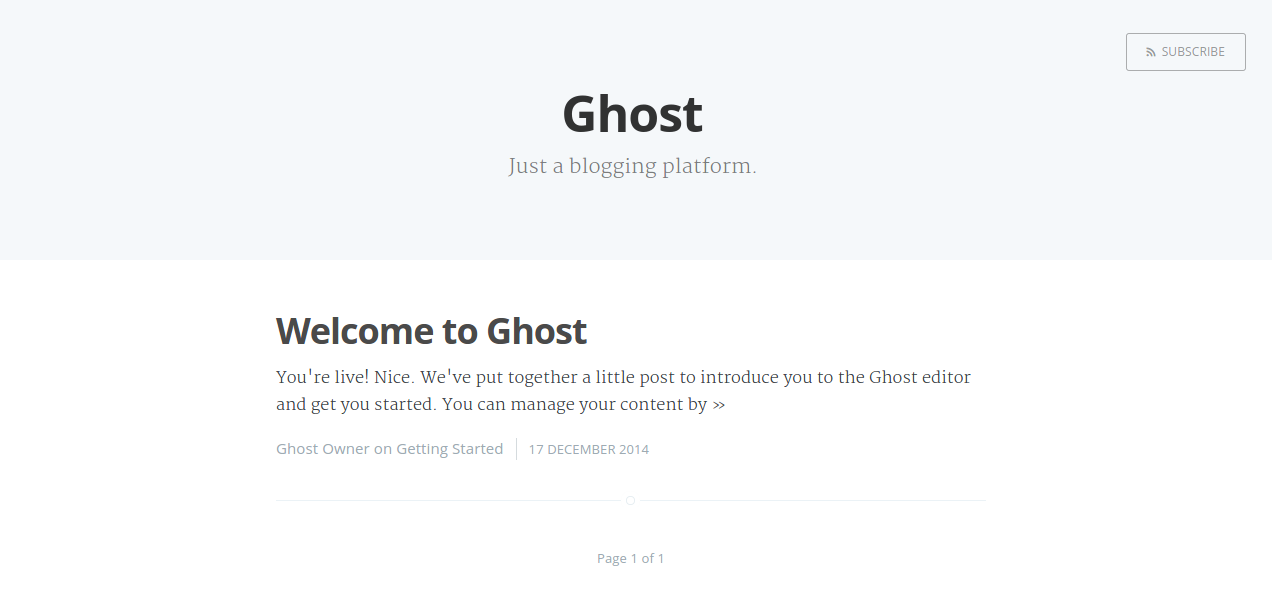 SUBSCRIBE
Ghost
Just a blogging platform.
Welcome to Ghost
You're live! Nice. We've put together a little post to introduce you to the Ghost editor
and get you started. You can manage your content by »
Ghost Owner on Getting Started 17 DECEMBER 2014
Page 1 of 1